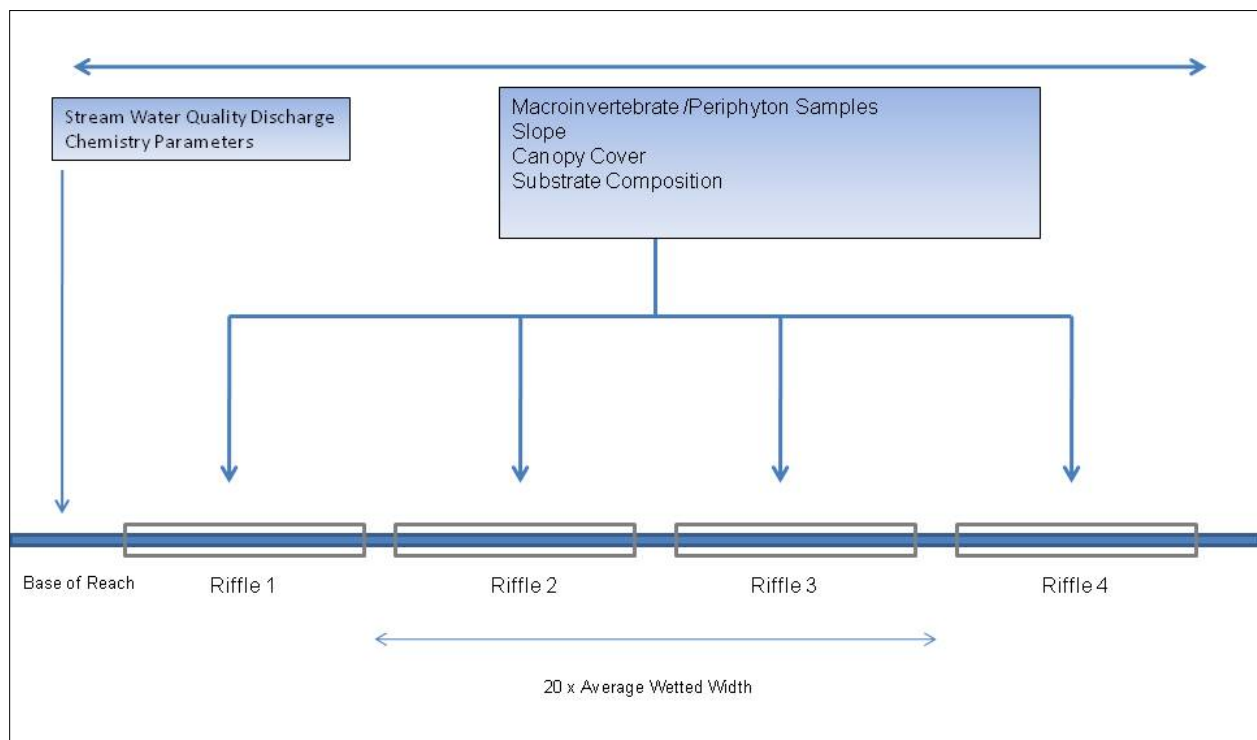 Stream Water Quality Discharge
Chemistry Parameters
Macroinvertebrate/Periphyton Samples
Slope
Canopy Cover
Substrate Composition
Base of Reach
Riffle 1
Riffle 2
Riffle 3
Riffle 4
20 x Average Wetted Width